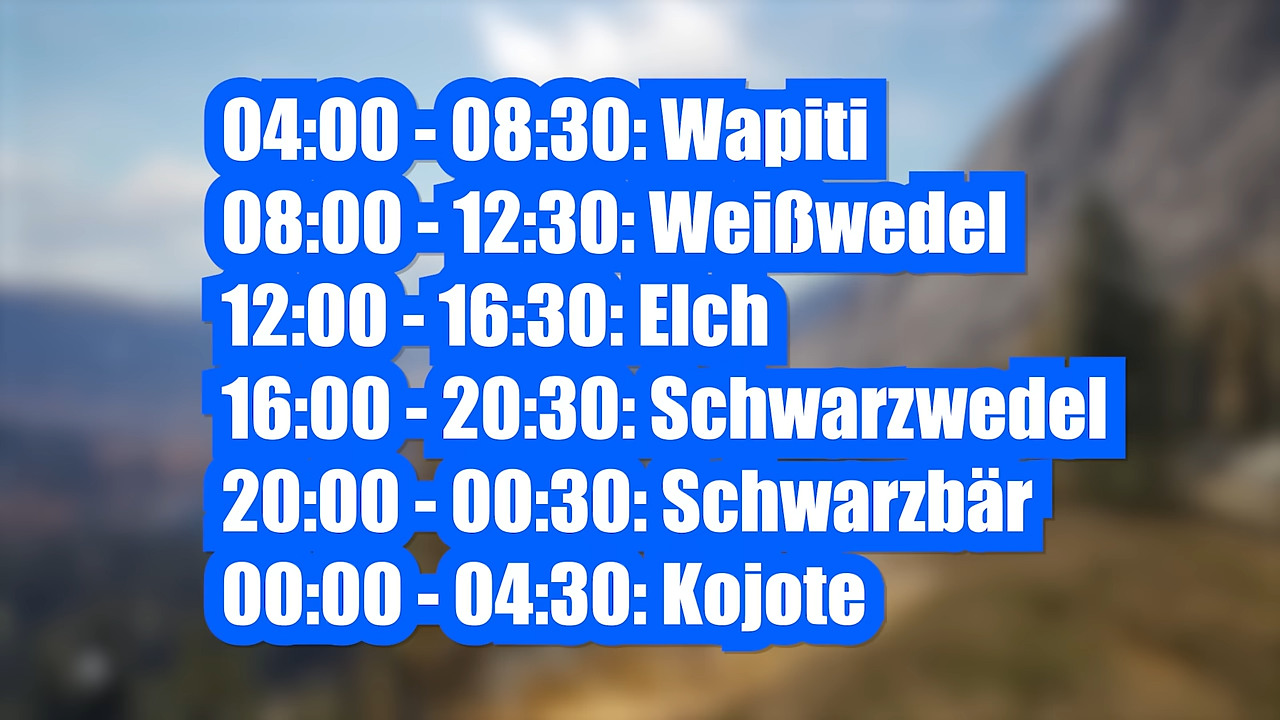 04:00 - 08:30: Wapiti
08:00 - 12:30: Weißwedel
12:00 - 16:30: Elch
16:00 - 20:30: Schwarzwedel
20:00 - 00:30: Schwarzbär
00:00 - 04:30: Kojote